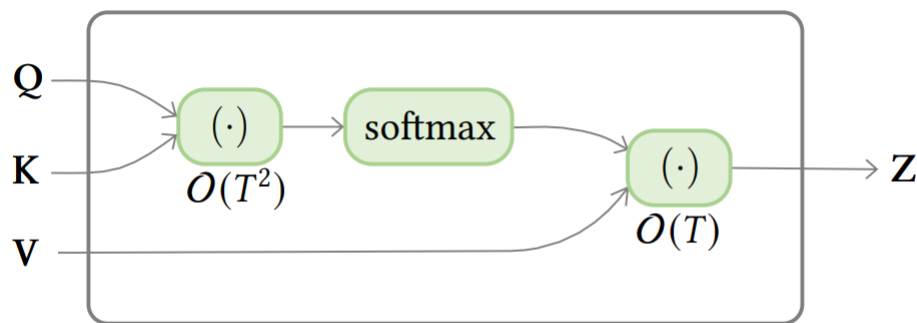 Q
K
V
(·)
O(T²)
softmax
(·)
O(T)
Z